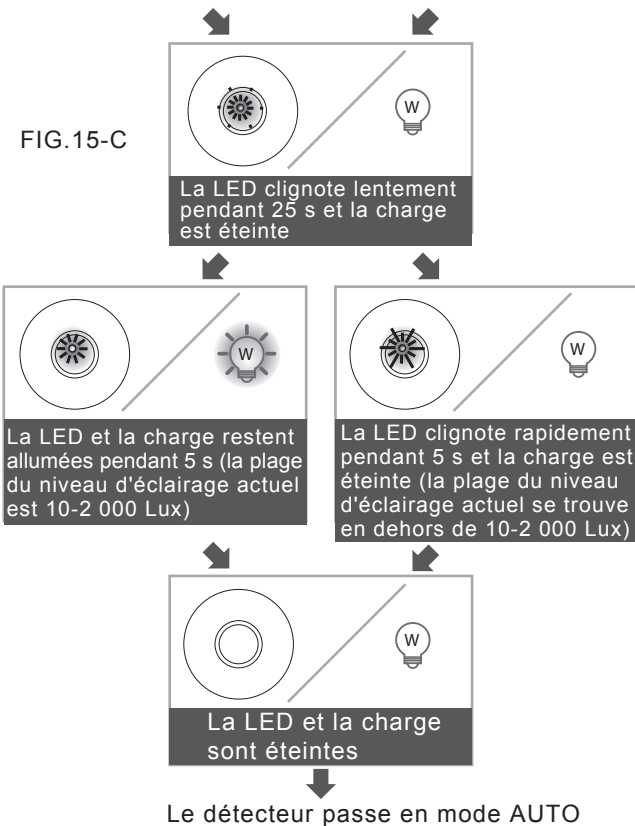 W
FIG.15-C
La LED clignote lentement
pendant 25 s et la charge
est éteinte
W
La LED et la charge restent
allumées pendant 5 s (la plage
du niveau d'éclairage actuel
est 10-2 000 Lux)
W
La LED clignote rapidement
pendant 5 s et la charge est
éteinte (la plage du niveau
d'éclairage actuel se trouve
en dehors de 10-2 000 Lux)
W
La LED et la charge
sont éteintes
Le détecteur passe en mode AUTO